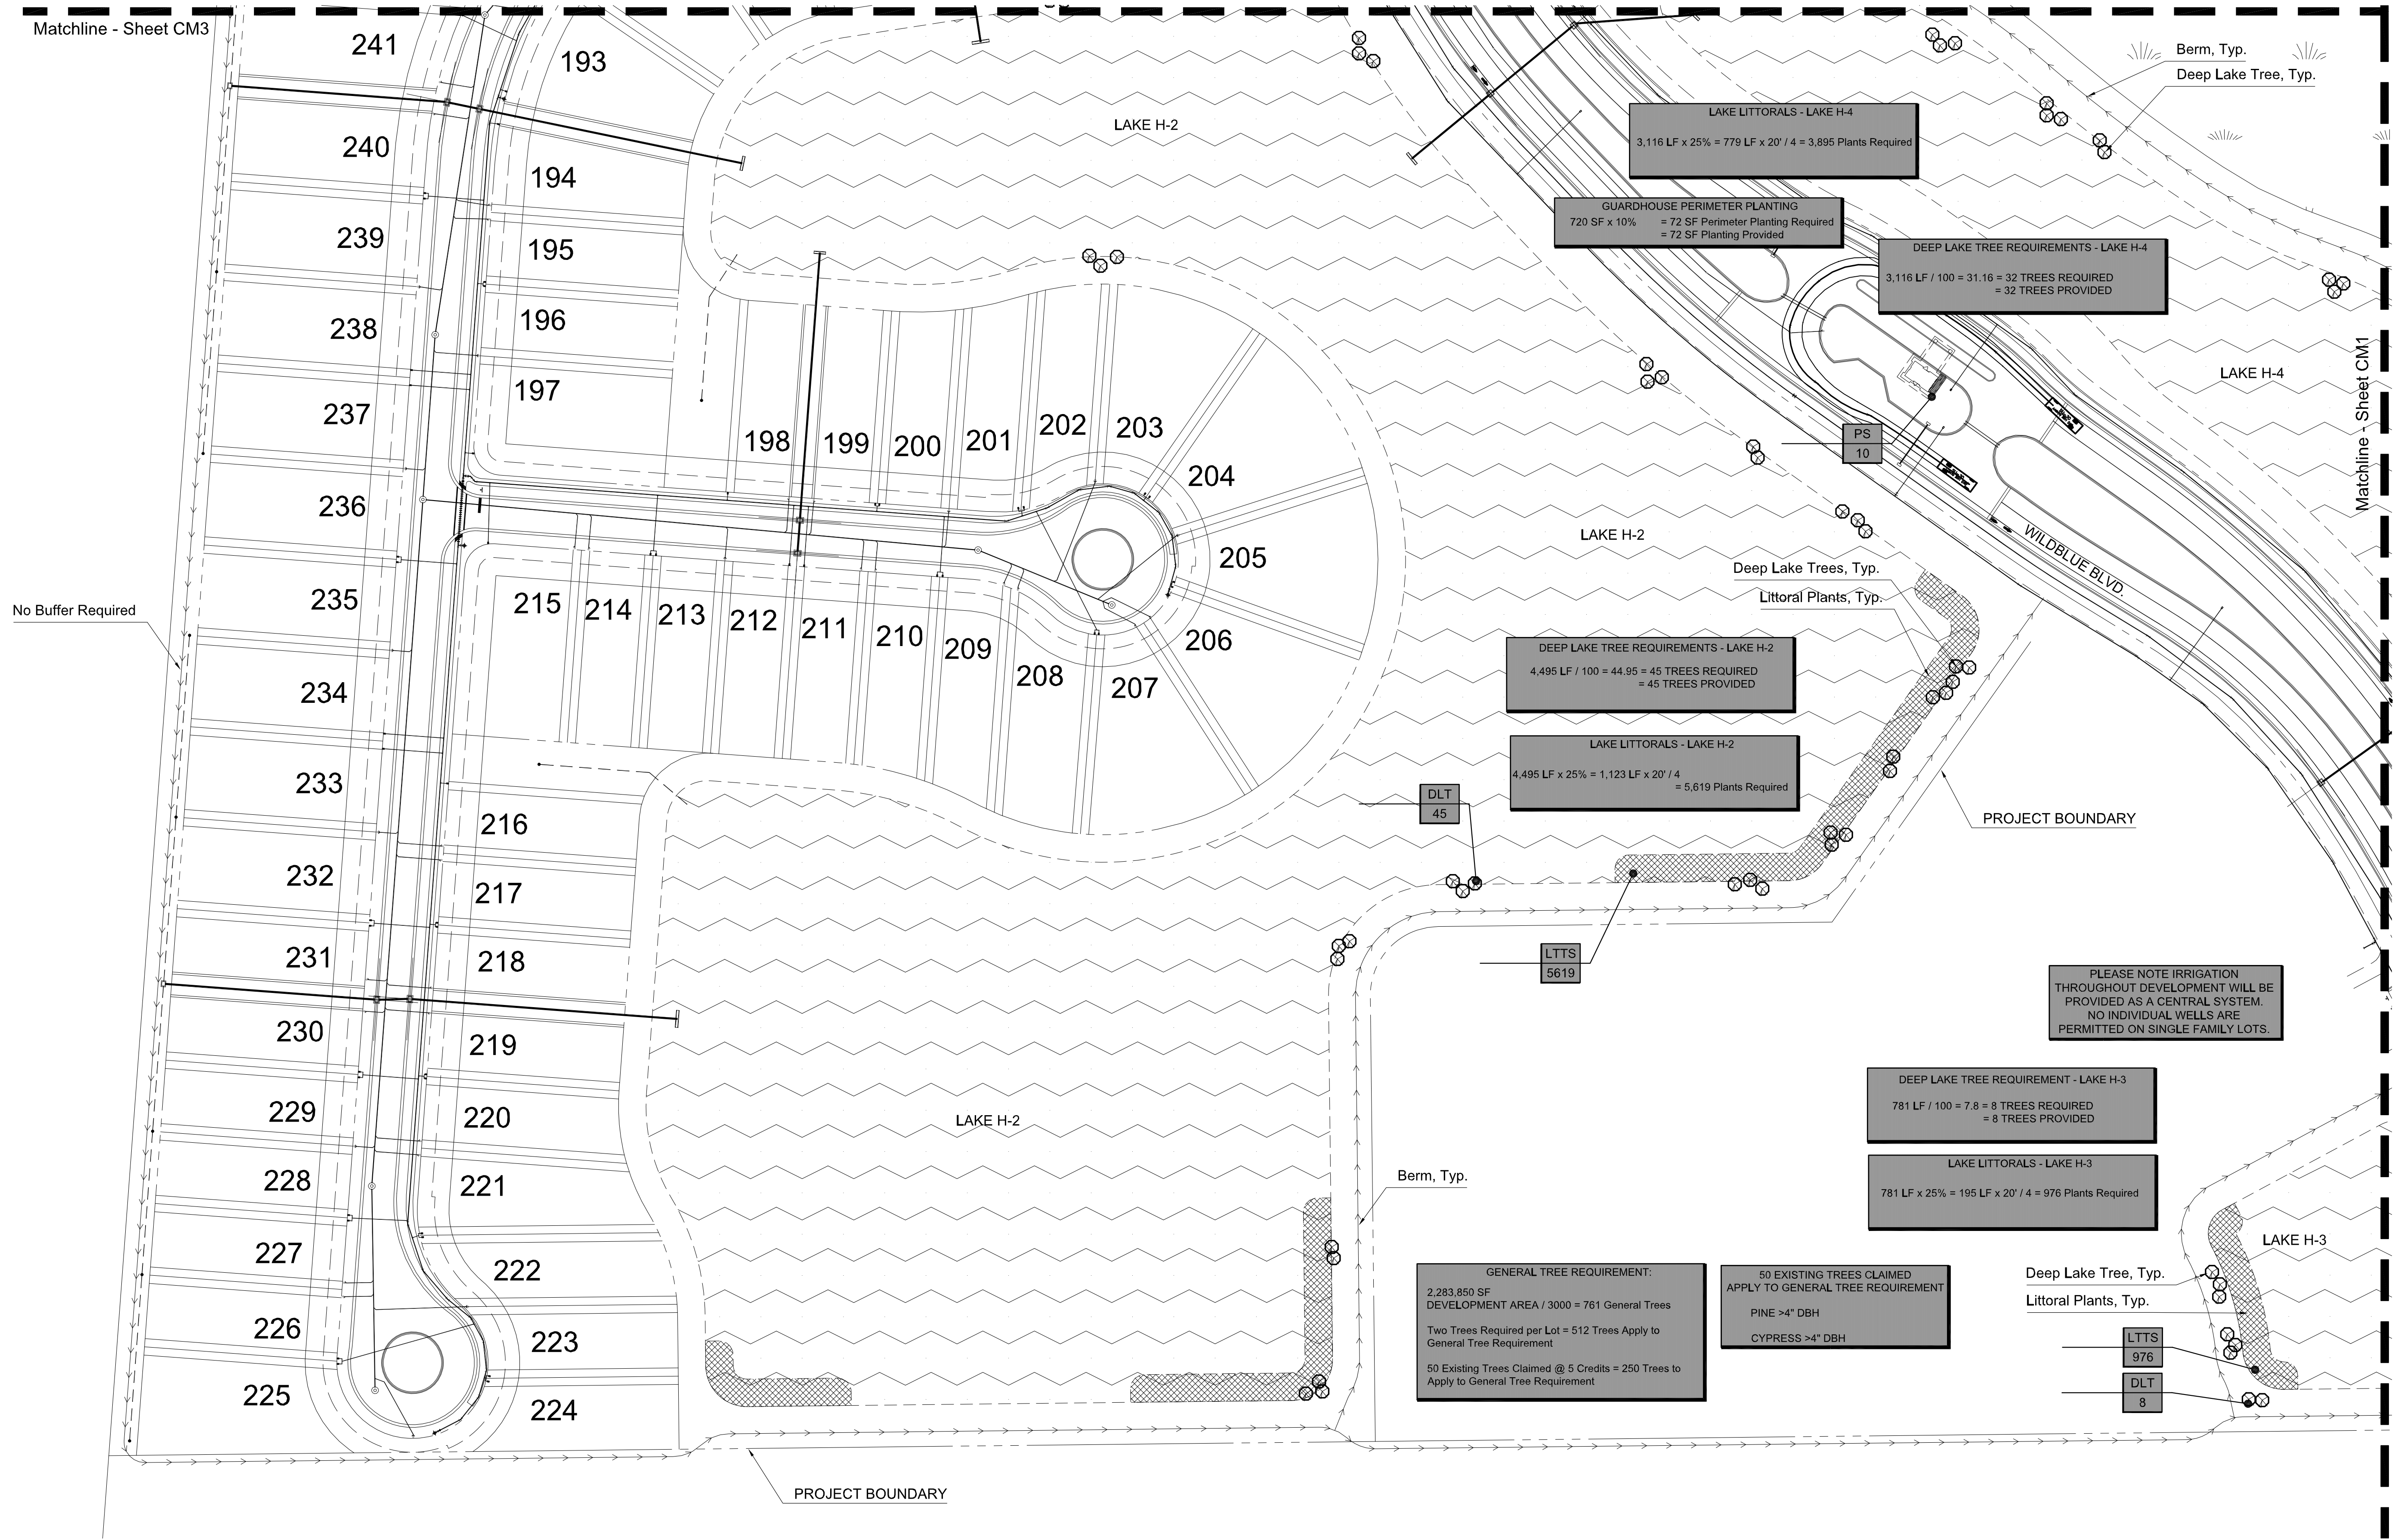 Matchline - Sheet CM3
241
193
240
194
239
195
238
196
237
197
236
198
199
200
201
202
203
204
205
206
207
208
209
210
211
212
213
214
215
235
234
233
232
231
230
229
228
227
226
225
216
217
218
219
220
221
222
223
224
No Buffer Required
LAKE H-2
LAKE H-2
LAKE H-2
Berm, Typ.
Deep Lake Tree, Typ.
LAKE LITTORALS - LAKE H-4
3,116 LF x 25% = 779 LF x 20' / 4 = 3,895 Plants Required
GUARDHOUSE PERIMETER PLANTING
720 SF x 10% = 72 SF Perimeter Planting Required
= 72 SF Planting Provided
DEEP LAKE TREE REQUIREMENTS - LAKE H-4
3,116 LF / 100 = 31.16 = 32 TREES REQUIRED
= 32 TREES PROVIDED
LAKE H-4
Matchline - Sheet CM1
PS
10
WILDBLUE BLVD.
Deep Lake Trees, Typ.
Littoral Plants, Typ.
DEEP LAKE TREE REQUIREMENTS - LAKE H-2
4,495 LF / 100 = 44.95 = 45 TREES REQUIRED
= 45 TREES PROVIDED
LAKE LITTORALS - LAKE H-2
4,495 LF x 25% = 1,123 LF x 20' / 4
= 5,619 Plants Required
DLT
45
PROJECT BOUNDARY
LTTS
5619
PLEASE NOTE IRRIGATION
THROUGHOUT DEVELOPMENT WILL BE
PROVIDED AS A CENTRAL SYSTEM.
NO INDIVIDUAL WELLS ARE
PERMITTED ON SINGLE FAMILY LOTS.
DEEP LAKE TREE REQUIREMENT - LAKE H-3
781 LF / 100 = 7.8 = 8 TREES REQUIRED
= 8 TREES PROVIDED
LAKE LITTORALS - LAKE H-3
781 LF x 25% = 195 LF x 20' / 4 = 976 Plants Required
Berm, Typ.
LAKE H-3
GENERAL TREE REQUIREMENT:
2,283,850 SF
DEVELOPMENT AREA / 3000 = 761 General Trees
Two Trees Required per Lot = 512 Trees Apply to
General Tree Requirement
50 Existing Trees Claimed @ 5 Credits = 250 Trees to
Apply to General Tree Requirement
50 EXISTING TREES CLAIMED
APPLY TO GENERAL TREE REQUIREMENT
PINE >4" DBH
CYPRESS >4" DBH
Deep Lake Tree, Typ.
Littoral Plants, Typ.
LTTS
976
DLT
8
PROJECT BOUNDARY